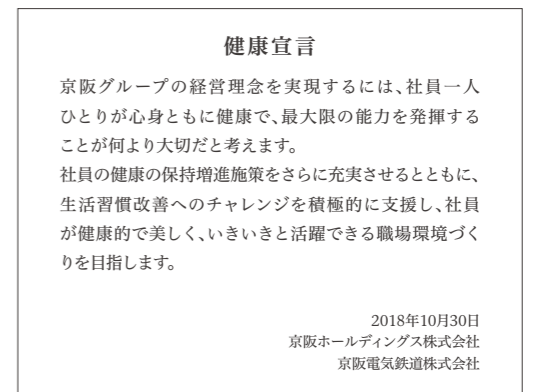 健康宣言
京阪グループの経営理念を実現するには、社員一人
ひとりが心身ともに健康で、最大限の能力を発揮する
ことが何より大切だと考えます。
社員の健康の保持増進施策をさらに充実させるとともに、
生活習慣改善へのチャレンジを積極的に支援し、社員
が健康的で美しく、いきいきと活躍できる職場環境づく
りを目指します。
2018年10月30日
京阪ホールディングス株式会社
京阪電気鉄道株式会社